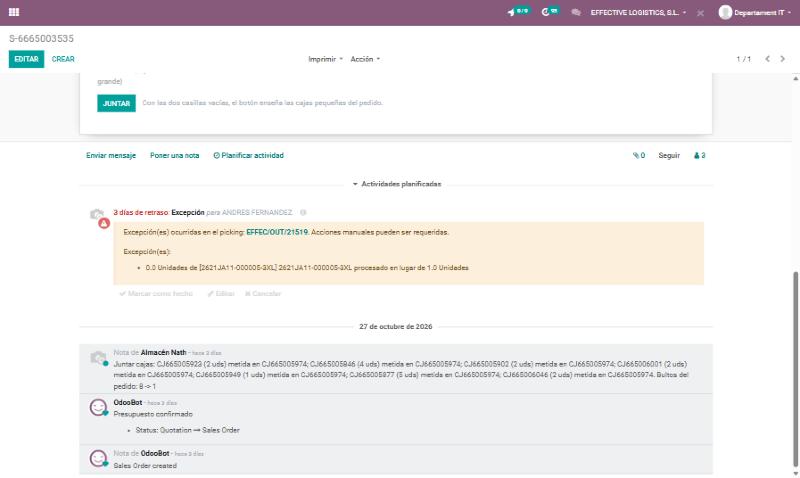 0/0
98
EFFECTIVE LOGISTICS, S.L.
Departament IT
S-6665003535
EDITAR
CREAR
Imprimir
Acción
1 / 1
grande)
JUNTAR
Con las dos casillas vacías, el botón enseña las cajas pequeñas del pedido.
Enviar mensaje
Poner una nota
Planificar actividad
0
Seguir
3
Actividades planificadas
3 días de retraso: Excepción para ANDRES FERNANDEZ
Excepción(es) ocurridas en el picking: EFFEC/OUT/21519. Acciones manuales pueden ser requeridas.
Excepción(es):
0.0 Unidades de [2621JA11-000005-3XL] 2621JA11-000005-3XL procesado en lugar de 1.0 Unidades
Marcar como hecho
Editar
Cancelar
27 de octubre de 2026
Nota de Almacén Nath - hace 3 días
Juntar cajas: CJ665005923 (2 uds) metida en CJ665005974; CJ665005846 (4 uds) metida en CJ665005974; CJ665005902 (2 uds) metida en CJ665005974; CJ665006001 (2 uds)
metida en CJ665005974; CJ665005949 (1 uds) metida en CJ665005974; CJ665005877 (5 uds) metida en CJ665005974; CJ665006046 (2 uds) metida en CJ665005974. Bultos del
pedido: 8 -> 1
OdooBot - hace 3 días
Presupuesto confirmado
Status: Quotation ⟶ Sales Order
Nota de OdooBot - hace 3 días
Sales Order created